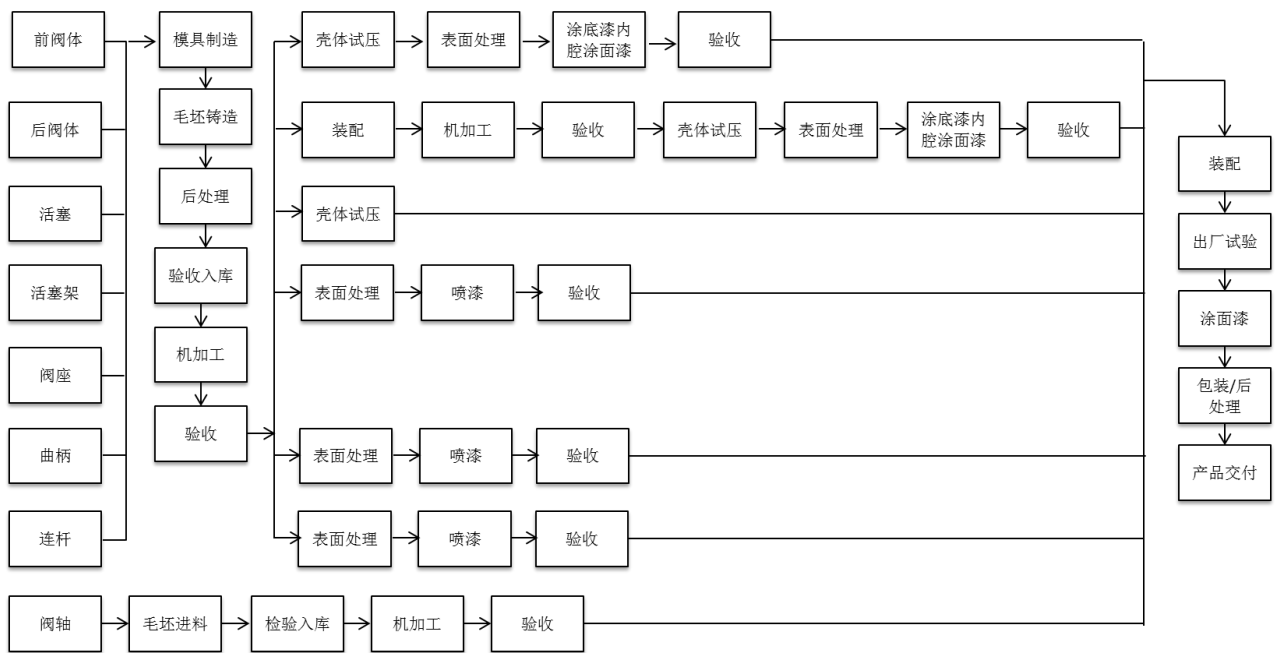 前阀体
模具制造
壳体试压
表面处理
涂底漆内
腔涂面漆
验收
后阀体
毛坯铸造
装配
机加工
验收
壳体试压
表面处理
涂底漆内
腔涂面漆
验收
装配
活塞
后处理
壳体试压
出厂试验
活塞架
验收入库
表面处理
喷漆
验收
涂面漆
阀座
机加工
包装/后
处理
曲柄
验收
表面处理
喷漆
验收
产品交付
连杆
表面处理
喷漆
验收
阀轴
毛坯进料
检验入库
机加工
验收